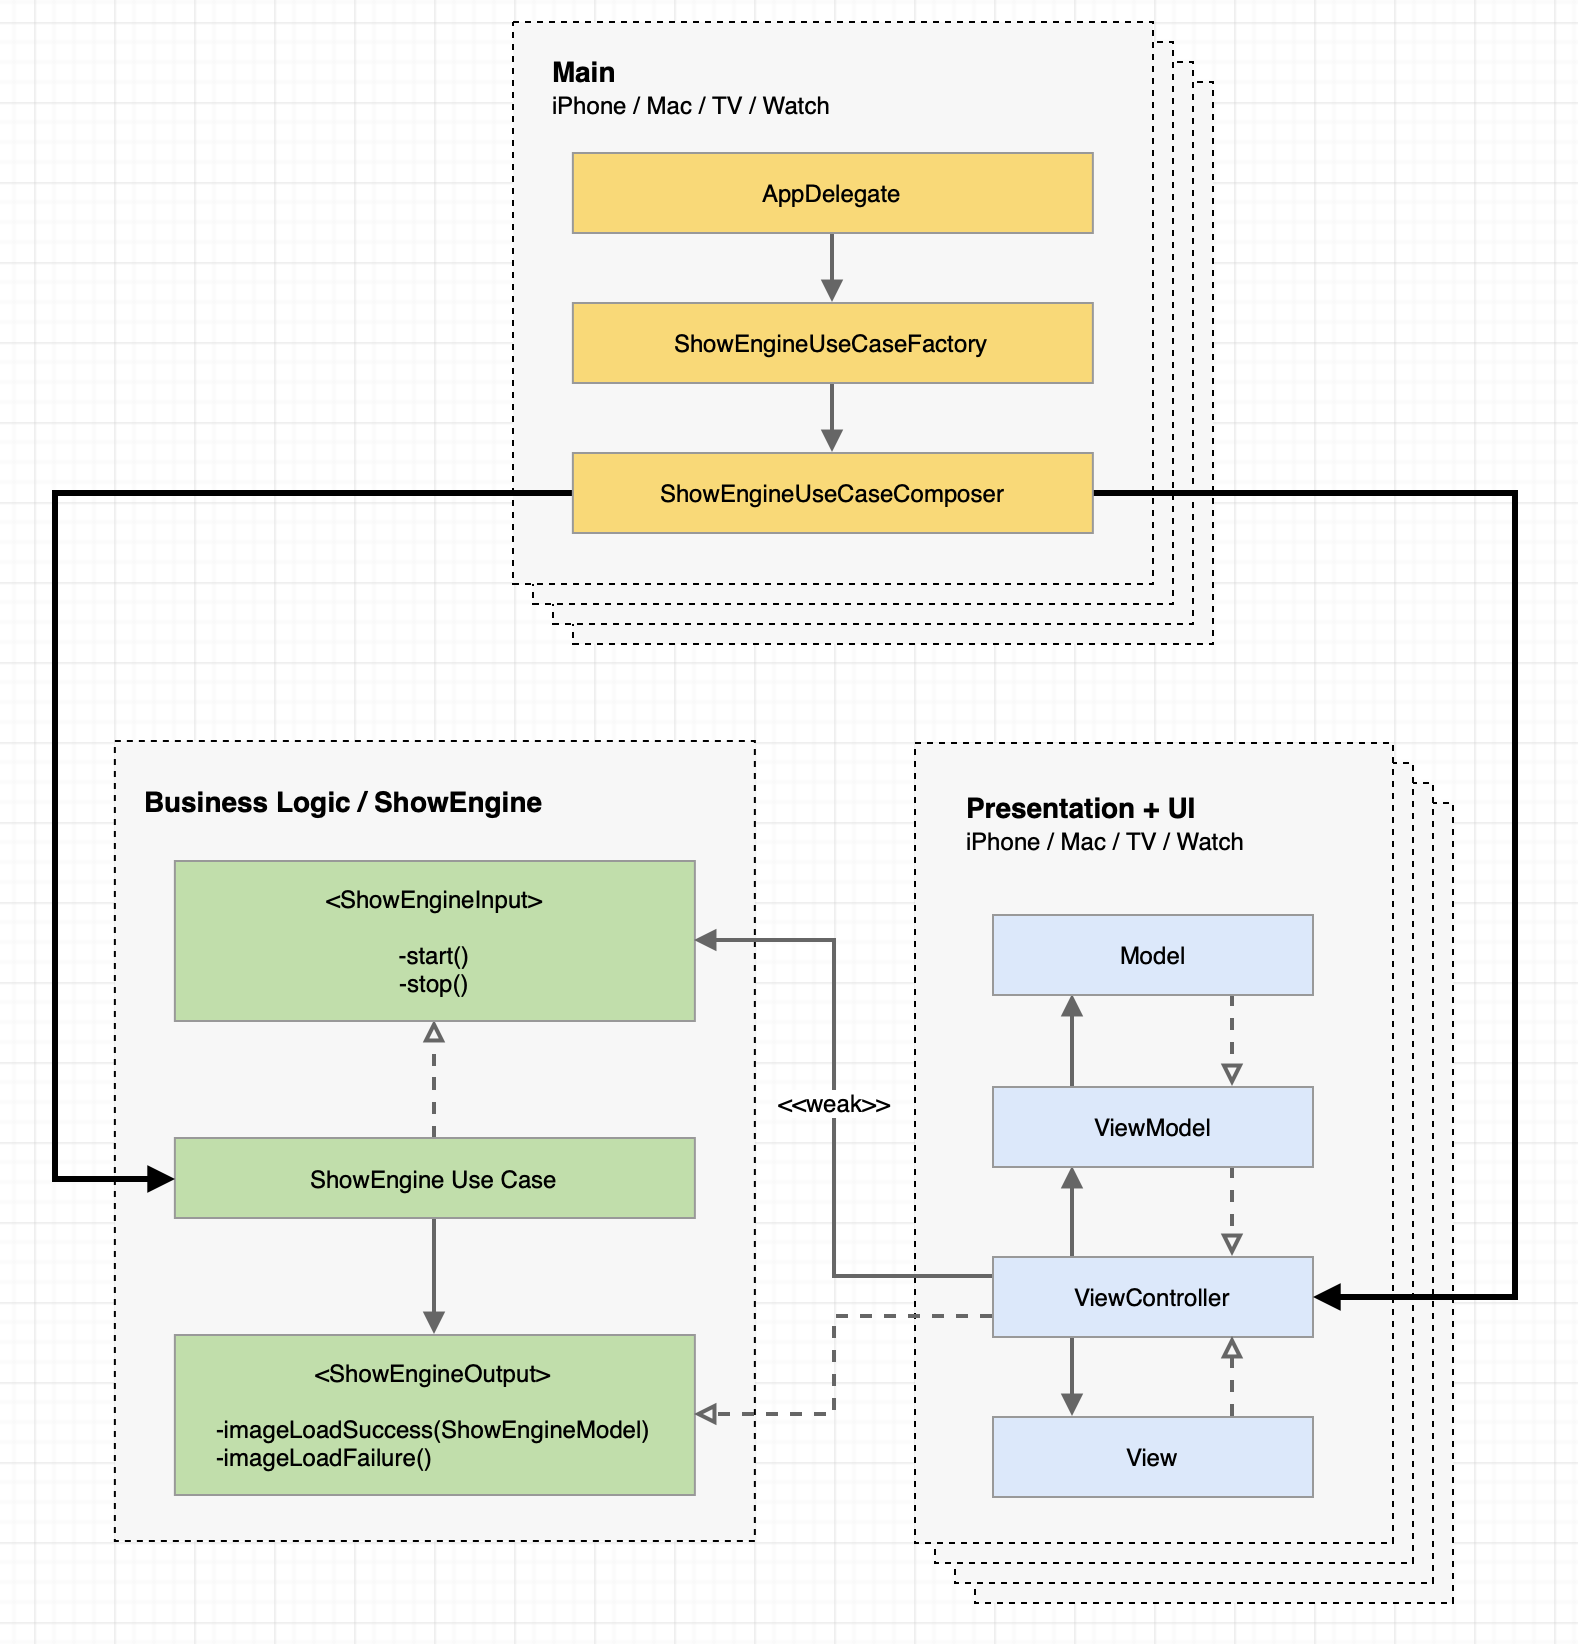 Main
iPhone / Mac / TV / Watch
AppDelegate
ShowEngineUseCaseFactory
ShowEngineUseCaseComposer
Business Logic / ShowEngine
<ShowEngineInput>
-start()
-stop()
ShowEngine Use Case
<ShowEngineOutput>
-imageLoadSuccess(ShowEngineModel)
-imageLoadFailure()
<<weak>>
Presentation + UI
iPhone / Mac / TV / Watch
Model
ViewModel
ViewController
View